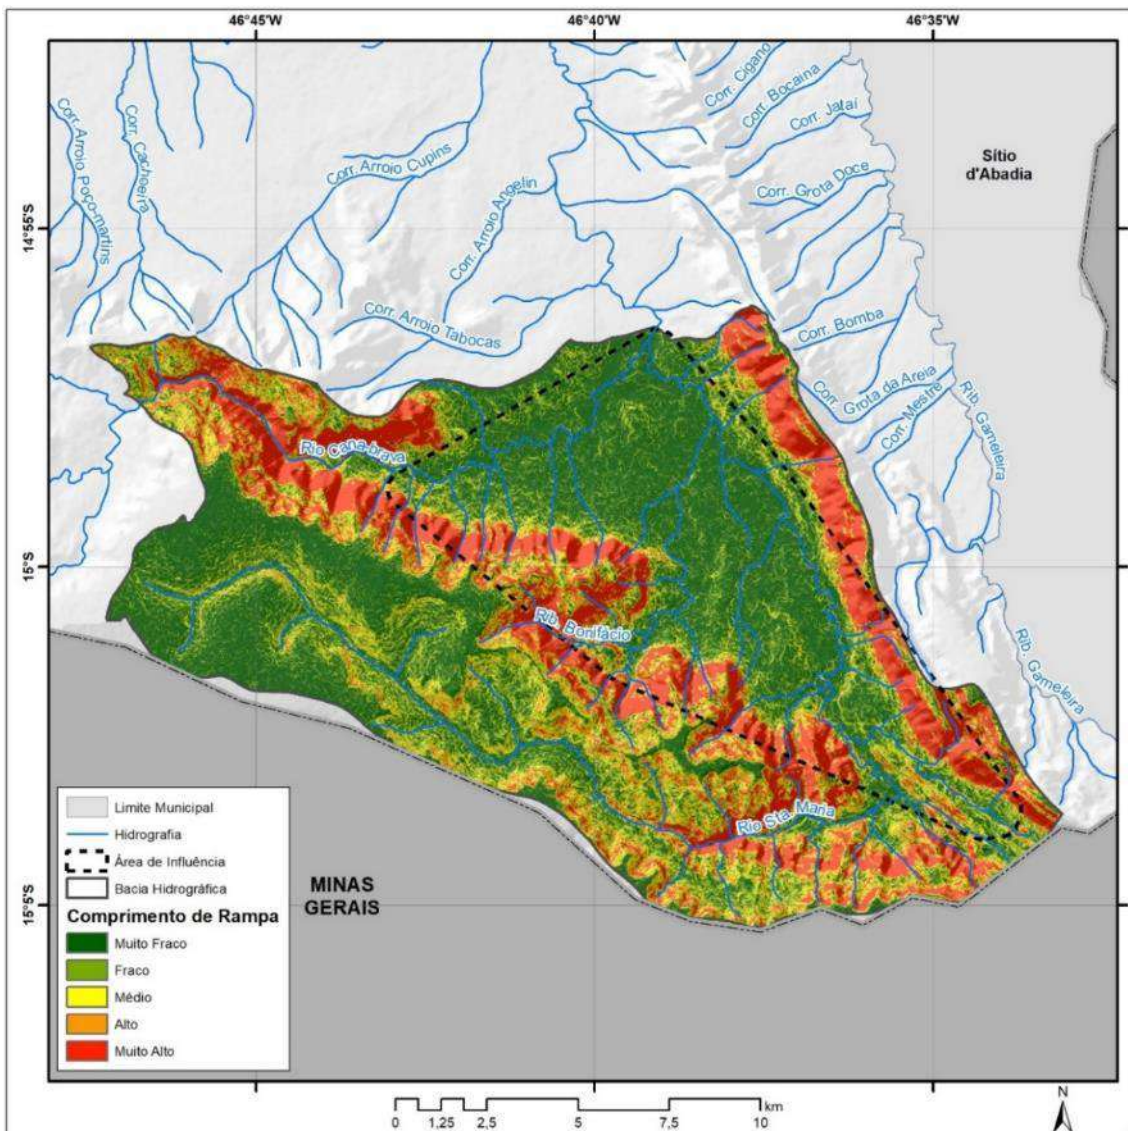 46°45'W
46°40'W
46°35'W
14°55'S
15°S
15°5'S
Corr. Arroio Poço-martins
Corr. Cachoeira
Corr. Arroio Cupins
Corr. Arroio Angelin
Corr. Arroio Tabocas
Corr. Cigano
Corr. Bocaina
Corr. Jataí
Corr. Grota Doce
Corr. Bomba
Corr. Grota da Areia
Corr. Mestre
Rib. Gameleira
Rib. Gameleira
Sítio
d'Abadia
Rio Cana-brava
Rib. Bonifácio
Rio Sta. Maria
MINAS
GERAIS
Limite Municipal
Hidrografia
Área de Influência
Bacia Hidrográfica
Comprimento de Rampa
Muito Fraco
Fraco
Médio
Alto
Muito Alto
0 1,25 2,5 5 7,5 10 km
N